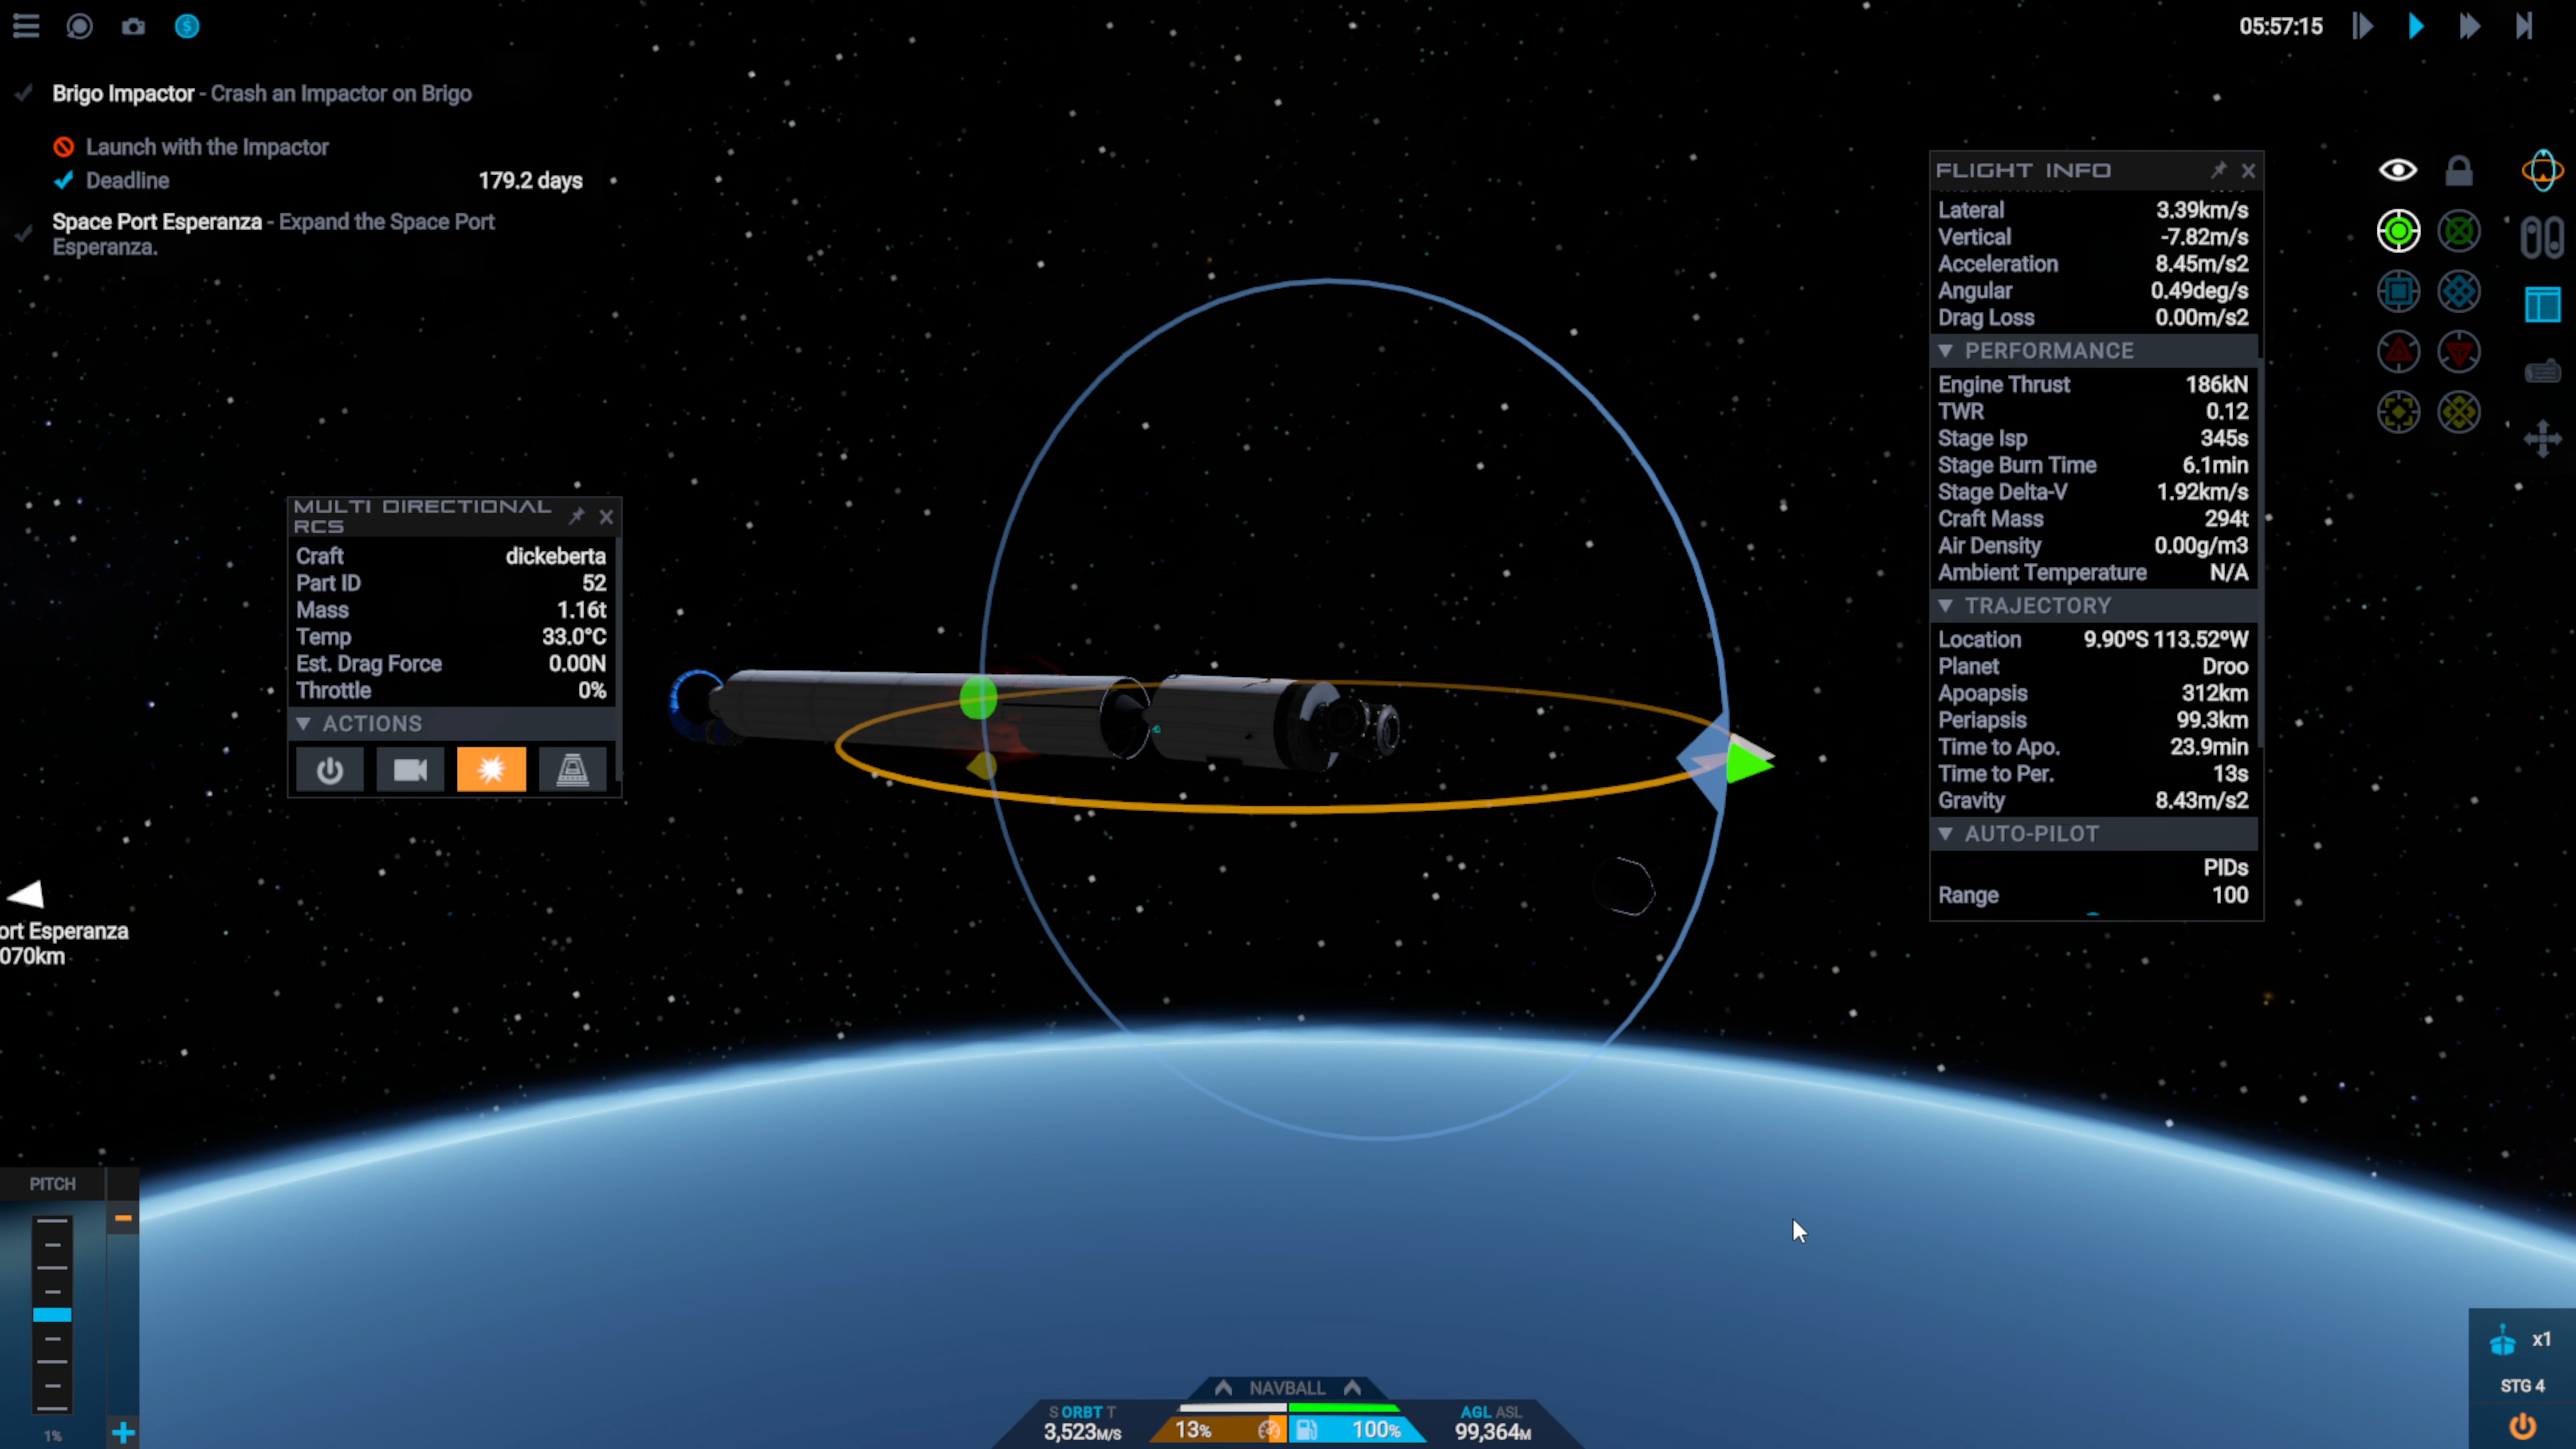 05:57:15
Brigo Impactor - Crash an Impactor on Brigo
Launch with the Impactor
Deadline 179.2 days
Space Port Esperanza - Expand the Space Port
Esperanza.
MULTI DIRECTIONAL
RCS
Craft dickeberta
Part ID 52
Mass 1.16t
Temp 33.0°C
Est. Drag Force 0.00N
Throttle 0%
ACTIONS
FLIGHT INFO
Lateral 3.39km/s
Vertical -7.82m/s
Acceleration 8.45m/s2
Angular 0.49deg/s
Drag Loss 0.00m/s2
PERFORMANCE
Engine Thrust 186kN
TWR 0.12
Stage Isp 345s
Stage Burn Time 6.1min
Stage Delta-V 1.92km/s
Craft Mass 294t
Air Density 0.00g/m3
Ambient Temperature N/A
TRAJECTORY
Location 9.90°S 113.52°W
Planet Droo
Apoapsis 312km
Periapsis 99.3km
Time to Apo. 23.9min
Time to Per. 13s
Gravity 8.43m/s2
AUTO-PILOT
PIDs
Range 100
ort Esperanza
070km
PITCH
1%
NAVBALL
S ORBT T
3,523M/S
13%
100%
AGL ASL
99,364M
x1
STG 4